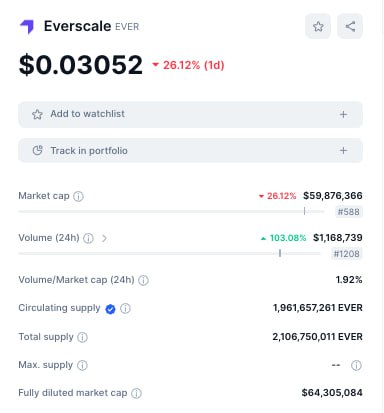 Everscale EVER
$0.03052 26.12% (1d)
Add to watchlist +
Track in portfolio +
Market cap 26.12% $59,876,366
#588
Volume (24h) 103.08% $1,168,739
#1208
Volume/Market cap (24h) 1.92%
Circulating supply 1,961,657,261 EVER
Total supply 2,106,750,011 EVER
Max. supply --
Fully diluted market cap $64,305,084